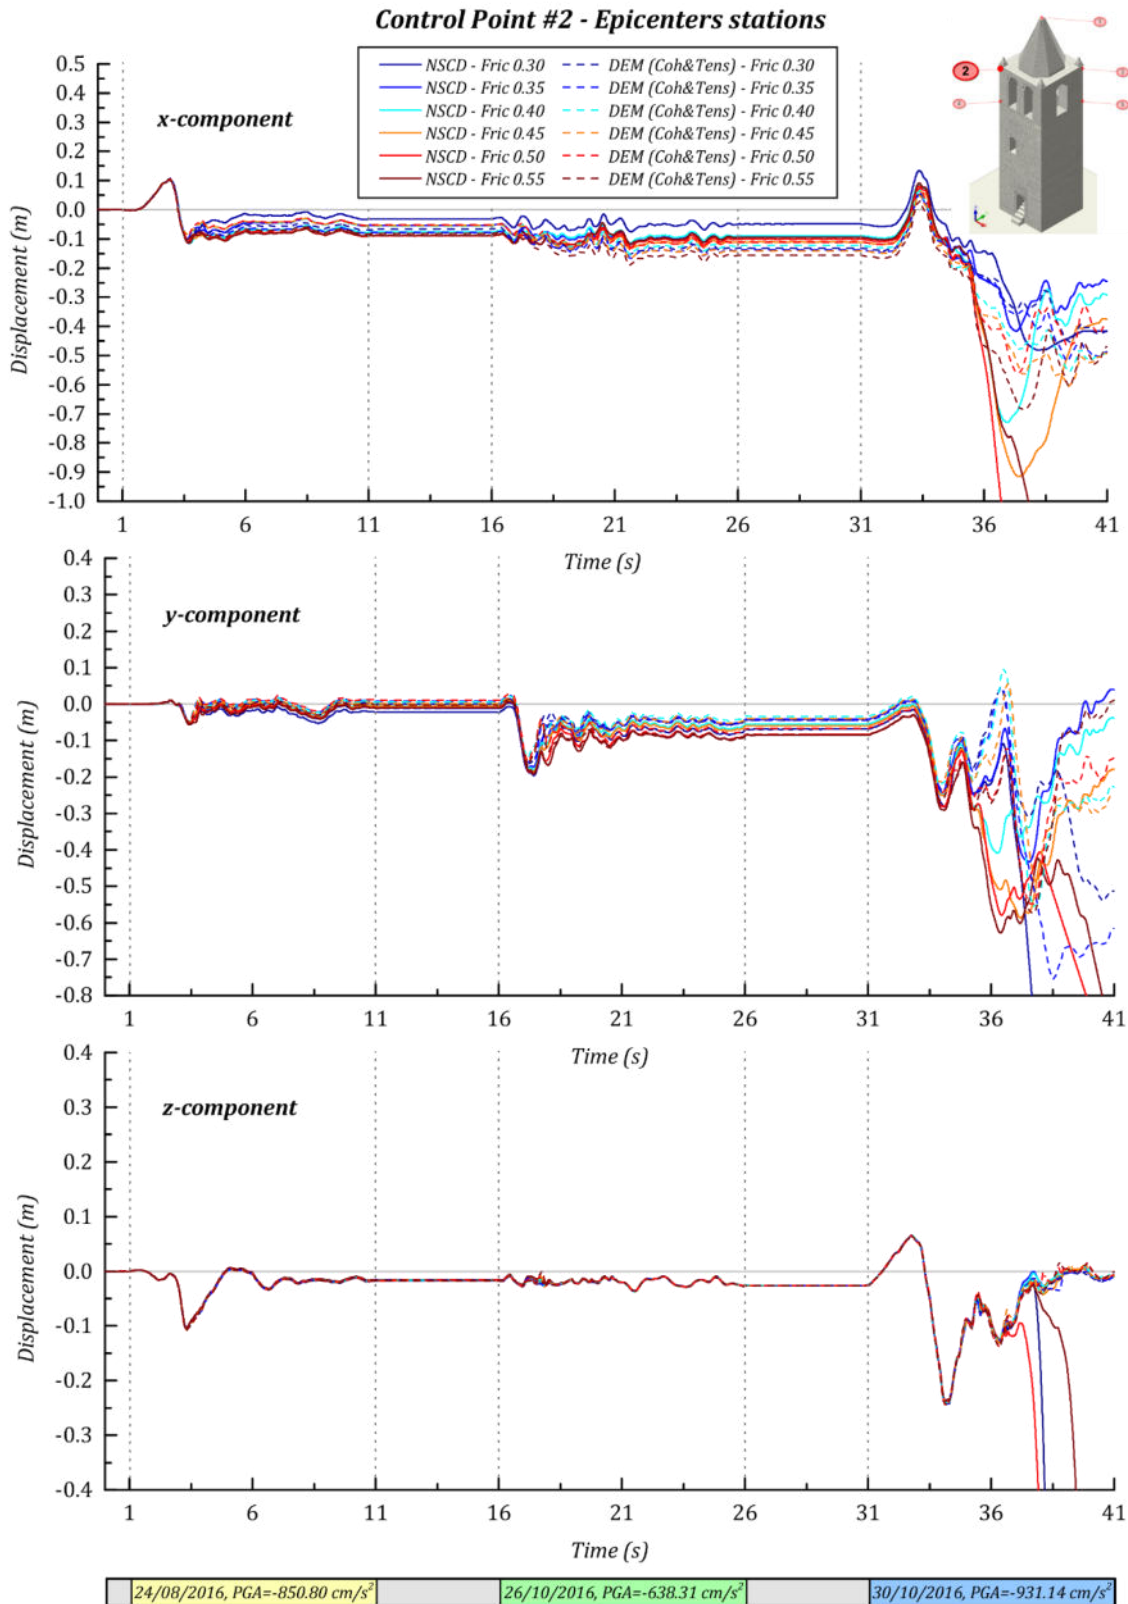 Control Point #2 - Epicenters stations
NSCD - Fric 0.30 DEM (Coh&Tens) - Fric 0.30
NSCD - Fric 0.35 DEM (Coh&Tens) - Fric 0.35
NSCD - Fric 0.40 DEM (Coh&Tens) - Fric 0.40
NSCD - Fric 0.45 DEM (Coh&Tens) - Fric 0.45
NSCD - Fric 0.50 DEM (Coh&Tens) - Fric 0.50
NSCD - Fric 0.55 DEM (Coh&Tens) - Fric 0.55
2
x-component
Displacement (m)
0.5
0.4
0.3
0.2
0.1
0.0
-0.1
-0.2
-0.3
-0.4
-0.5
-0.6
-0.7
-0.8
-0.9
-1.0
1 6 11 16 21 26 31 36 41
Time (s)
y-component
Displacement (m)
0.4
0.3
0.2
0.1
0.0
-0.1
-0.2
-0.3
-0.4
-0.5
-0.6
-0.7
-0.8
1 6 11 16 21 26 31 36 41
Time (s)
z-component
Displacement (m)
0.4
0.3
0.2
0.1
0.0
-0.1
-0.2
-0.3
-0.4
1 6 11 16 21 26 31 36 41
Time (s)
24/08/2016, PGA=-850.80 cm/s² 26/10/2016, PGA=-638.31 cm/s² 30/10/2016, PGA=-931.14 cm/s²